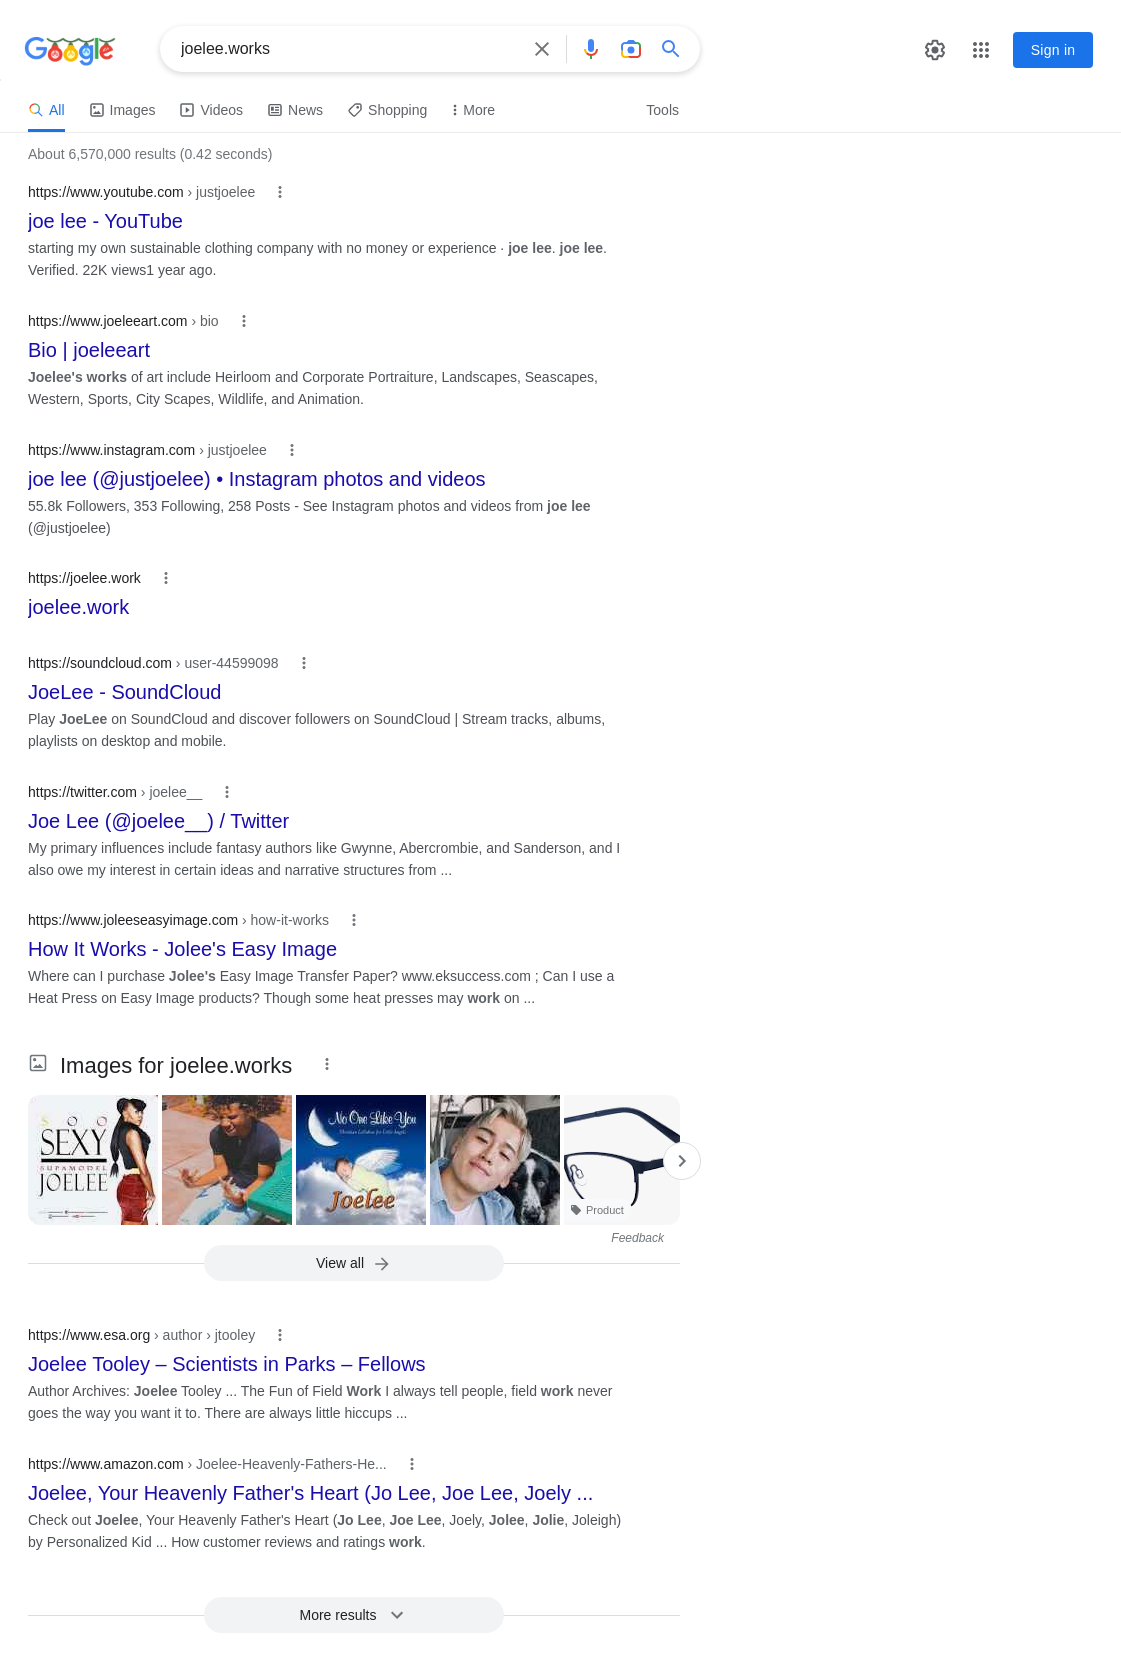 Google
joelee.works
Sign in
All
Images
Videos
News
Shopping
More
Tools
About 6,570,000 results (0.42 seconds)
https://www.youtube.com › justjoelee
joe lee - YouTube
starting my own sustainable clothing company with no money or experience · joe lee. joe lee.
Verified. 22K views1 year ago.
https://www.joeleeart.com › bio
Bio | joeleeart
Joelee's works of art include Heirloom and Corporate Portraiture, Landscapes, Seascapes,
Western, Sports, City Scapes, Wildlife, and Animation.
https://www.instagram.com › justjoelee
joe lee (@justjoelee) • Instagram photos and videos
55.8k Followers, 353 Following, 258 Posts - See Instagram photos and videos from joe lee
(@justjoelee)
https://joelee.work
joelee.work
https://soundcloud.com › user-44599098
JoeLee - SoundCloud
Play JoeLee on SoundCloud and discover followers on SoundCloud | Stream tracks, albums,
playlists on desktop and mobile.
https://twitter.com › joelee__
Joe Lee (@joelee__) / Twitter
My primary influences include fantasy authors like Gwynne, Abercrombie, and Sanderson, and I
also owe my interest in certain ideas and narrative structures from ...
https://www.joleeseasyimage.com › how-it-works
How It Works - Jolee's Easy Image
Where can I purchase Jolee's Easy Image Transfer Paper? www.eksuccess.com ; Can I use a
Heat Press on Easy Image products? Though some heat presses may work on ...
Images for joelee.works
SOO
SEXY
SUPAMODEL
JOELEE
No One Like You
Christian Lullabies for Little Angels
Joelee
Product
Feedback
View all
https://www.esa.org › author › jtooley
Joelee Tooley – Scientists in Parks – Fellows
Author Archives: Joelee Tooley ... The Fun of Field Work I always tell people, field work never
goes the way you want it to. There are always little hiccups ...
https://www.amazon.com › Joelee-Heavenly-Fathers-He...
Joelee, Your Heavenly Father's Heart (Jo Lee, Joe Lee, Joely ...
Check out Joelee, Your Heavenly Father's Heart (Jo Lee, Joe Lee, Joely, Jolee, Jolie, Joleigh)
by Personalized Kid ... How customer reviews and ratings work.
More results